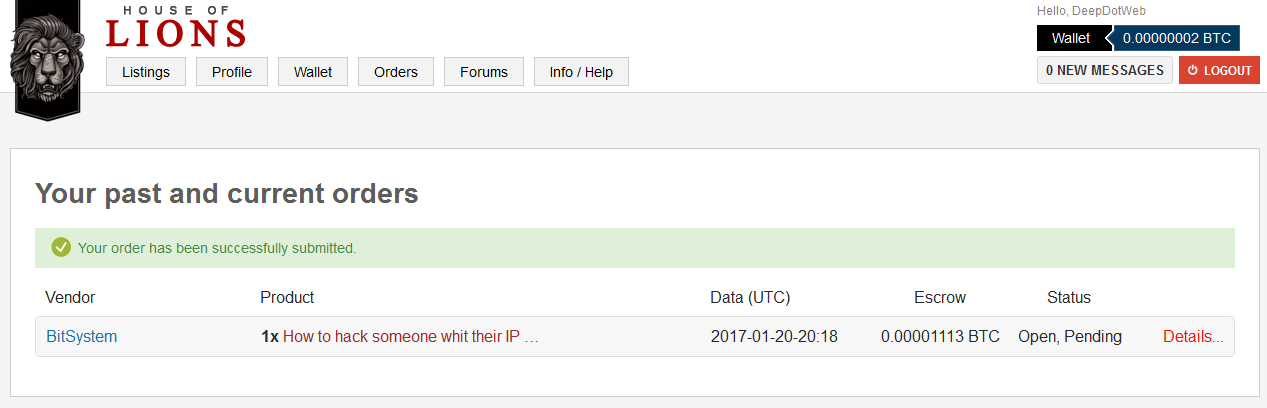 HOUSE OF
LIONS
Hello, DeepDotWeb
Wallet 0.00000002 BTC
Listings Profile Wallet Orders Forums Info / Help
0 NEW MESSAGES LOGOUT
Your past and current orders
Your order has been successfully submitted.
Vendor Product Data (UTC) Escrow Status
BitSystem 1x How to hack someone whit their IP ... 2017-01-20-20:18 0.00001113 BTC Open, Pending Details...